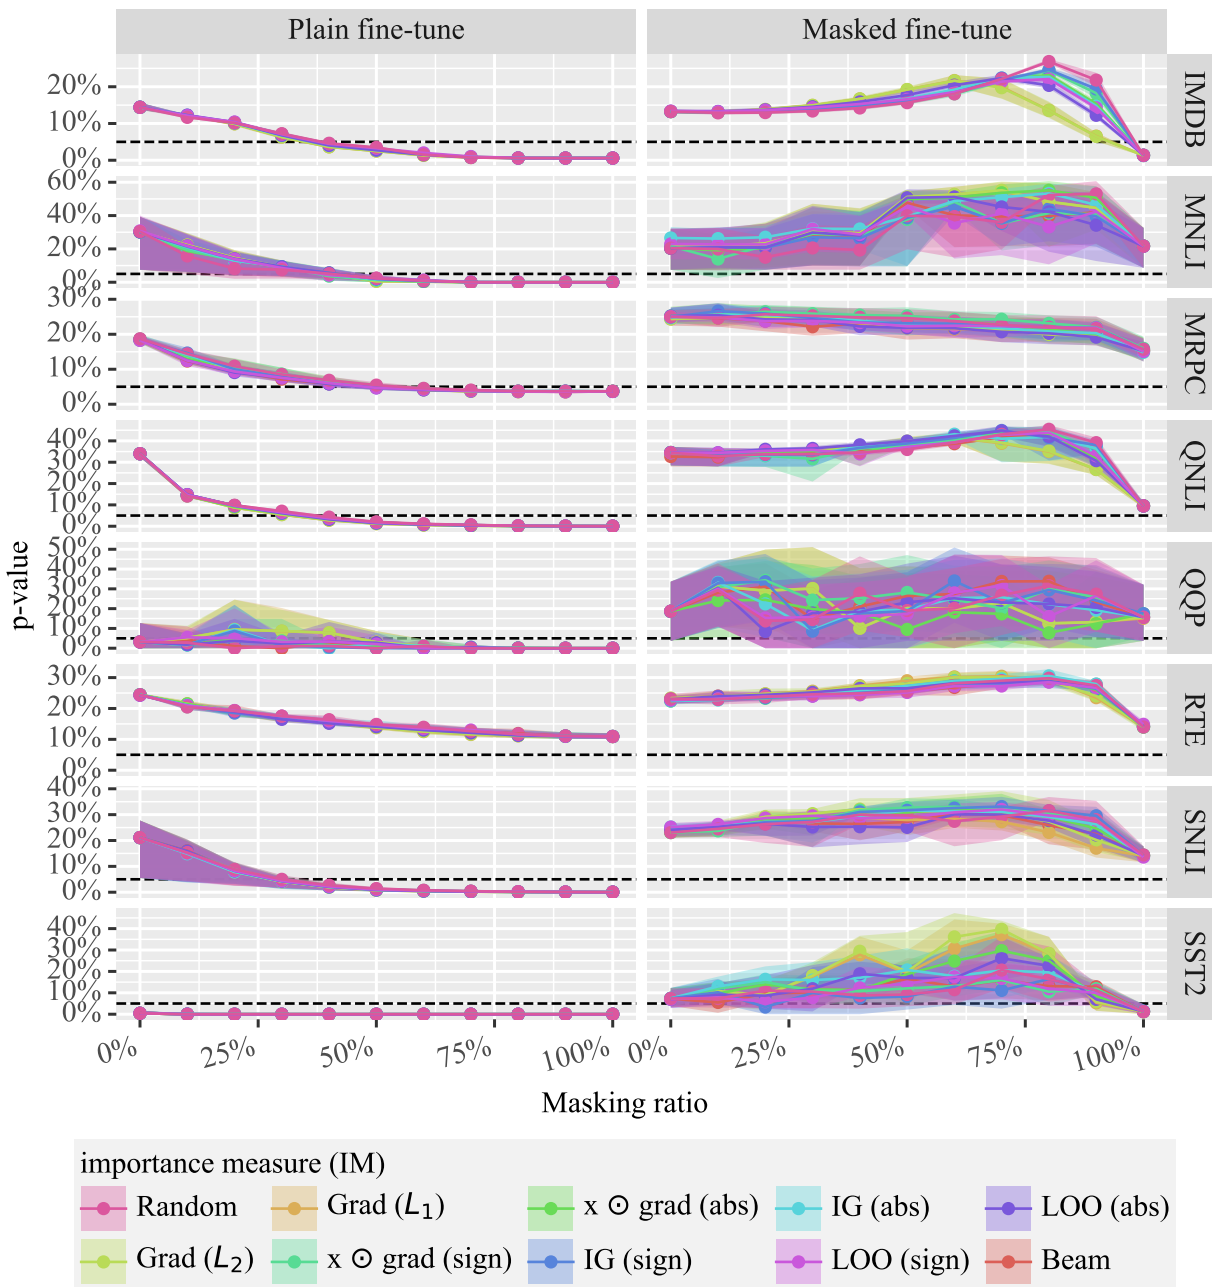 Plain fine-tune
Masked fine-tune
20%
10%
0%
IMDB
60%
40%
20%
0%
MNLI
30%
20%
10%
0%
MRPC
40%
30%
20%
10%
0%
QNLI
50%
40%
30%
20%
10%
0%
QQP
30%
20%
10%
0%
RTE
40%
30%
20%
10%
0%
SNLI
40%
30%
20%
10%
0%
SST2
p-value
0% 25% 50% 75% 100%
0% 25% 50% 75% 100%
Masking ratio
importance measure (IM)
Random Grad (L₁) x ⊙ grad (abs) IG (abs) LOO (abs)
Grad (L₂) x ⊙ grad (sign) IG (sign) LOO (sign) Beam